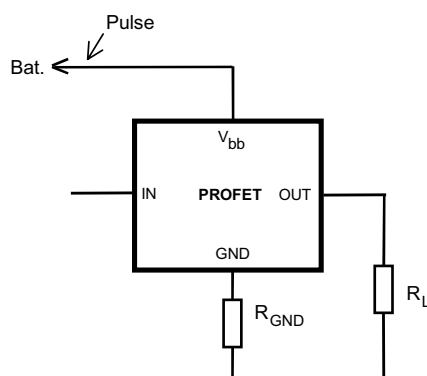 Pulse
Bat.
Vbb
IN PROFET OUT
GND
RGND
RL